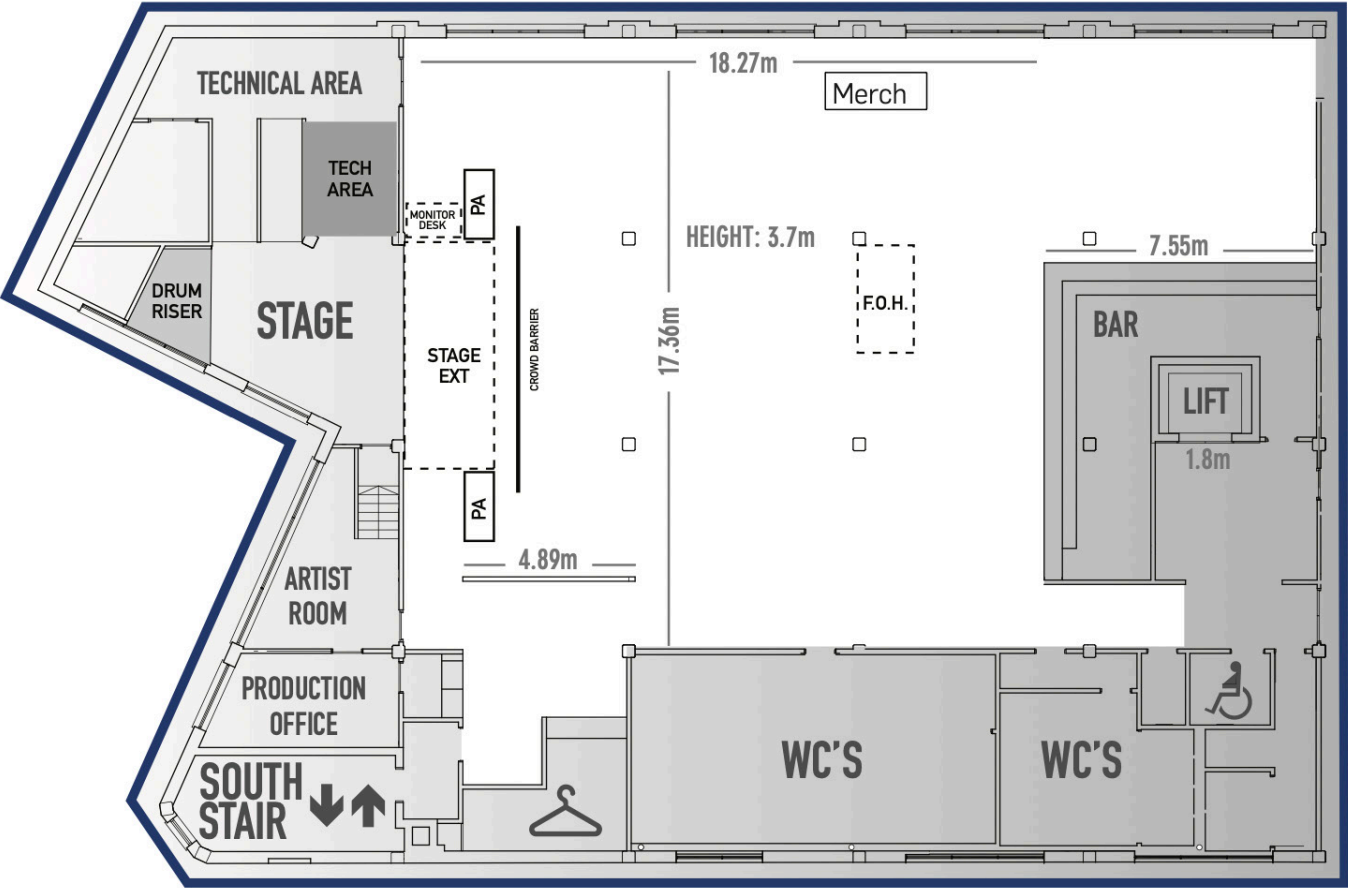 18.27m
TECHNICAL AREA
Merch
TECH
AREA
PA
MONITOR
DESK
HEIGHT: 3.7m
7.55m
DRUM
RISER
STAGE
F.O.H.
BAR
STAGE
EXT
CROWD BARRIER
17.36m
LIFT
1.8m
PA
4.89m
ARTIST
ROOM
PRODUCTION
OFFICE
WC'S
WC'S
SOUTH
STAIR